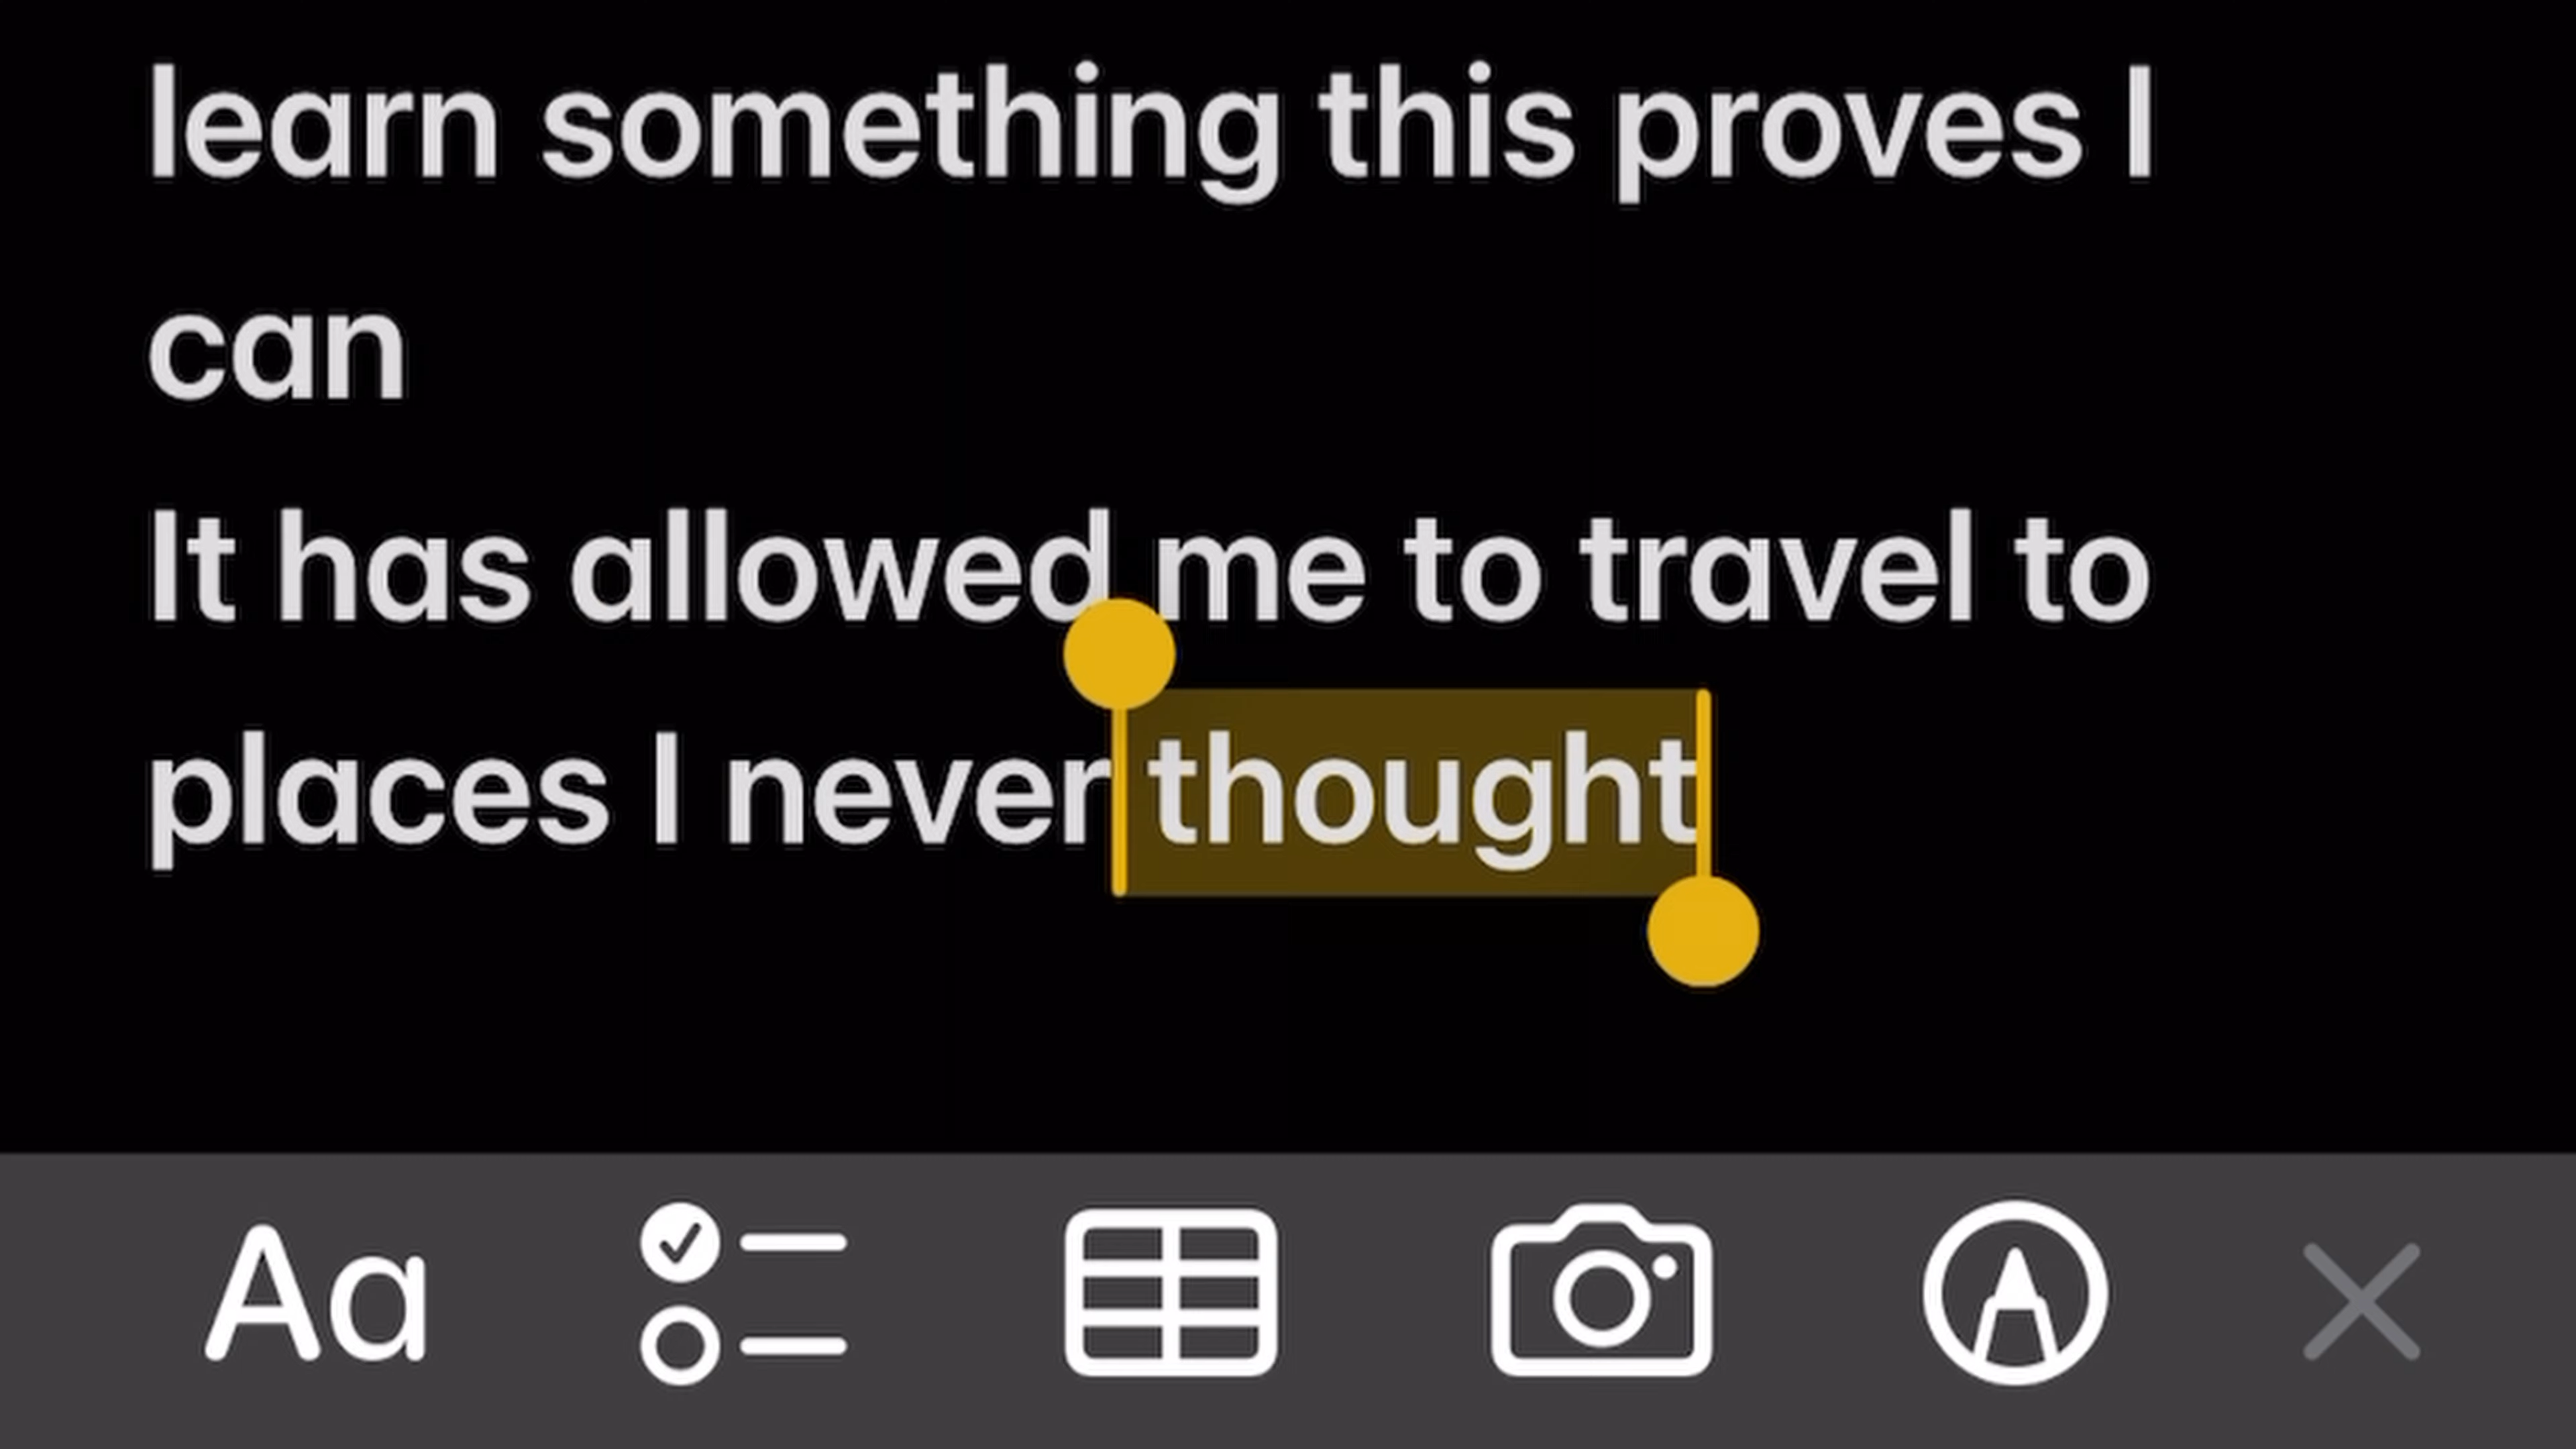 learn something this proves I
can
It has allowed me to travel to
places I never thought
Aa